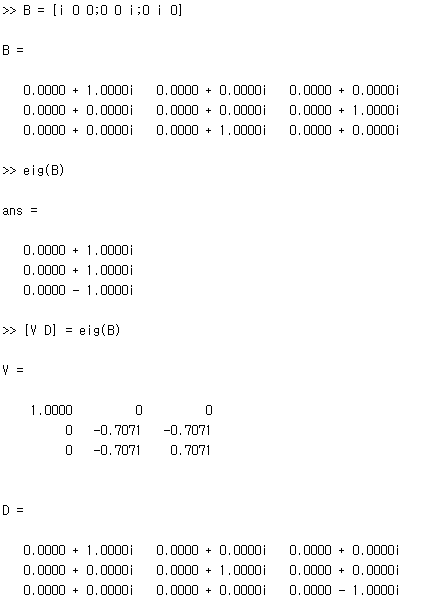 >> B = [i 0 0;0 0 i;0 i 0]
B =
0.0000 + 1.0000i 0.0000 + 0.0000i 0.0000 + 0.0000i
0.0000 + 0.0000i 0.0000 + 0.0000i 0.0000 + 1.0000i
0.0000 + 0.0000i 0.0000 + 1.0000i 0.0000 + 0.0000i
>> eig(B)
ans =
0.0000 + 1.0000i
0.0000 + 1.0000i
0.0000 - 1.0000i
>> [V D] = eig(B)
V =
1.0000 0 0
0 -0.7071 -0.7071
0 -0.7071 0.7071
D =
0.0000 + 1.0000i 0.0000 + 0.0000i 0.0000 + 0.0000i
0.0000 + 0.0000i 0.0000 + 1.0000i 0.0000 + 0.0000i
0.0000 + 0.0000i 0.0000 + 0.0000i 0.0000 - 1.0000i